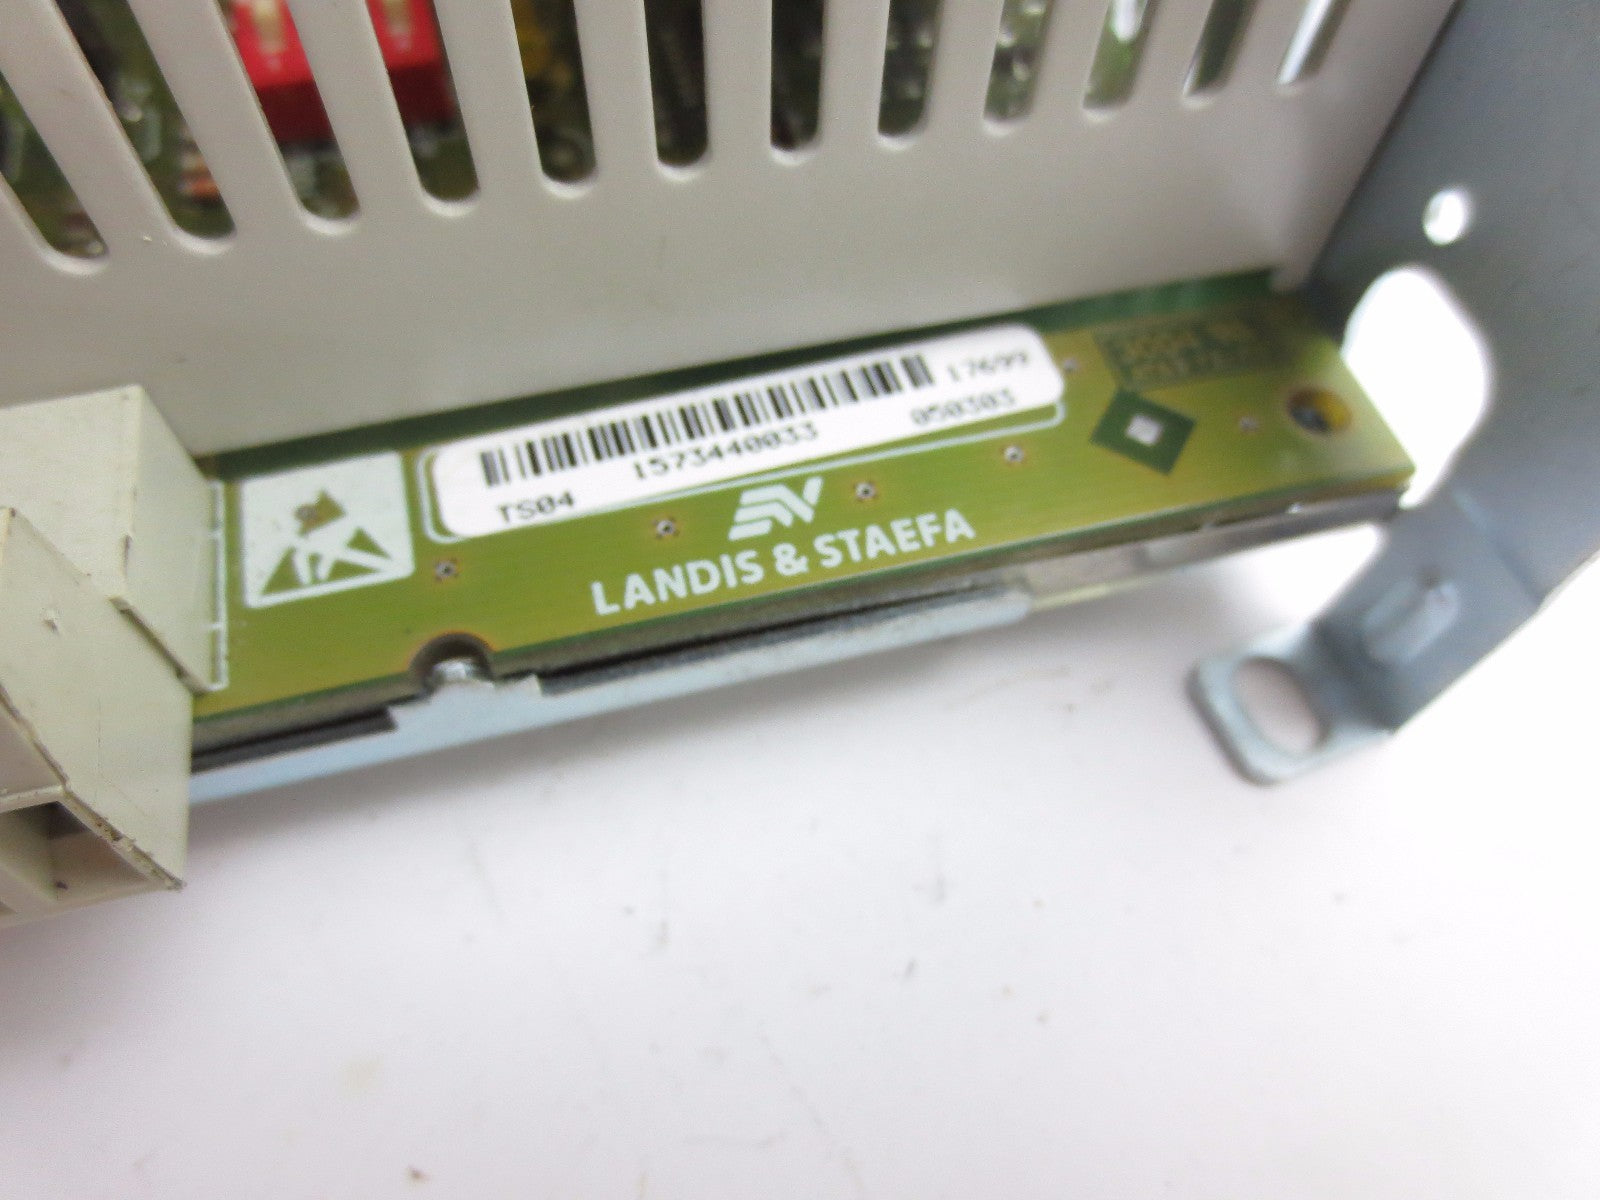 17699
1573440033 050303
TS04
LANDIS & STAEFA